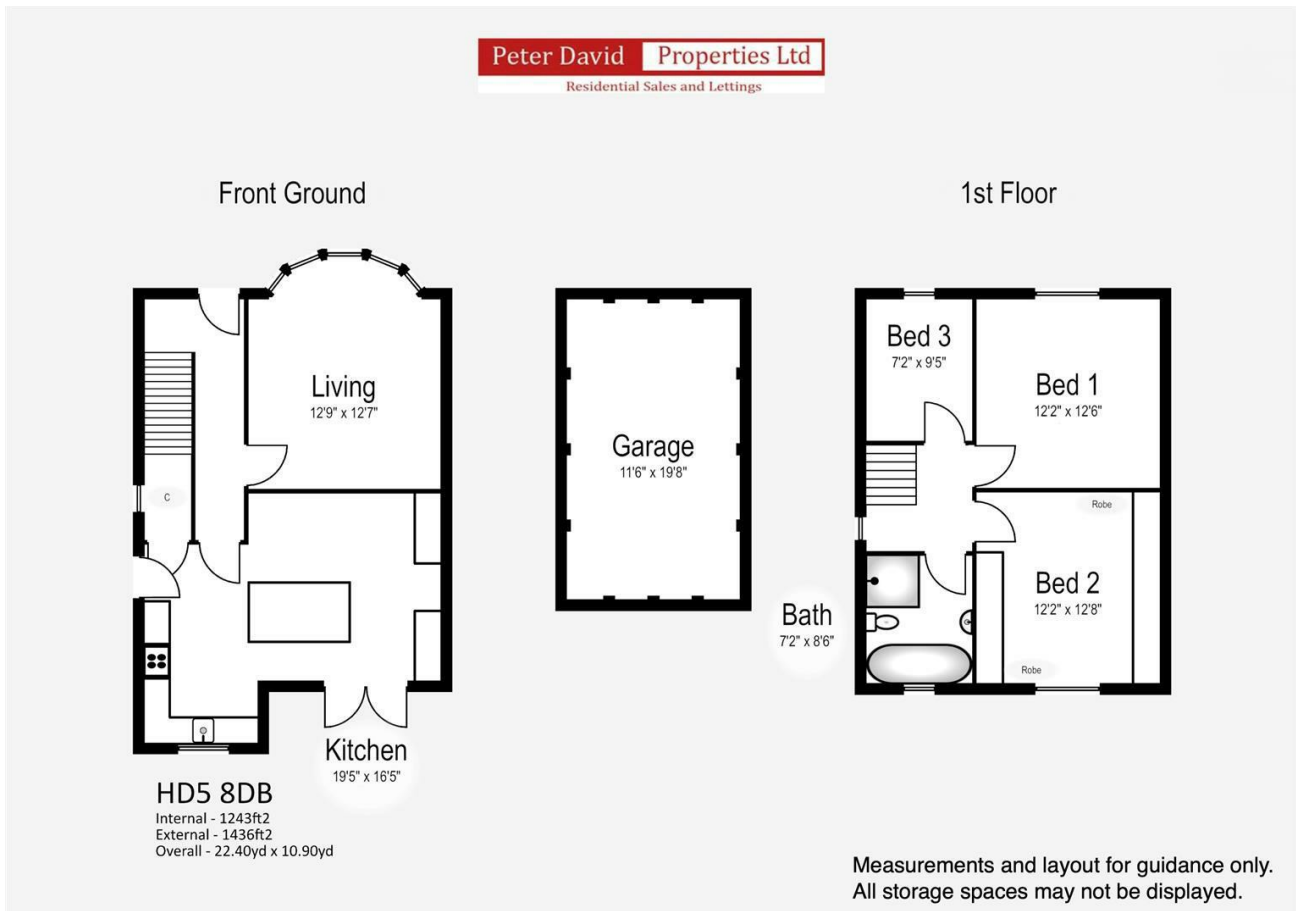 Peter David Properties Ltd
Residential Sales and Lettings
Front Ground
1st Floor
Living
12'9" x 12'7"
C
Kitchen
19'5" x 16'5"
Garage
11'6" x 19'8"
Bed 3
7'2" x 9'5"
Bed 1
12'2" x 12'6"
Robe
Bed 2
12'2" x 12'8"
Robe
Bath
7'2" x 8'6"
HD5 8DB
Internal - 1243ft2
External - 1436ft2
Overall - 22.40yd x 10.90yd
Measurements and layout for guidance only.
All storage spaces may not be displayed.